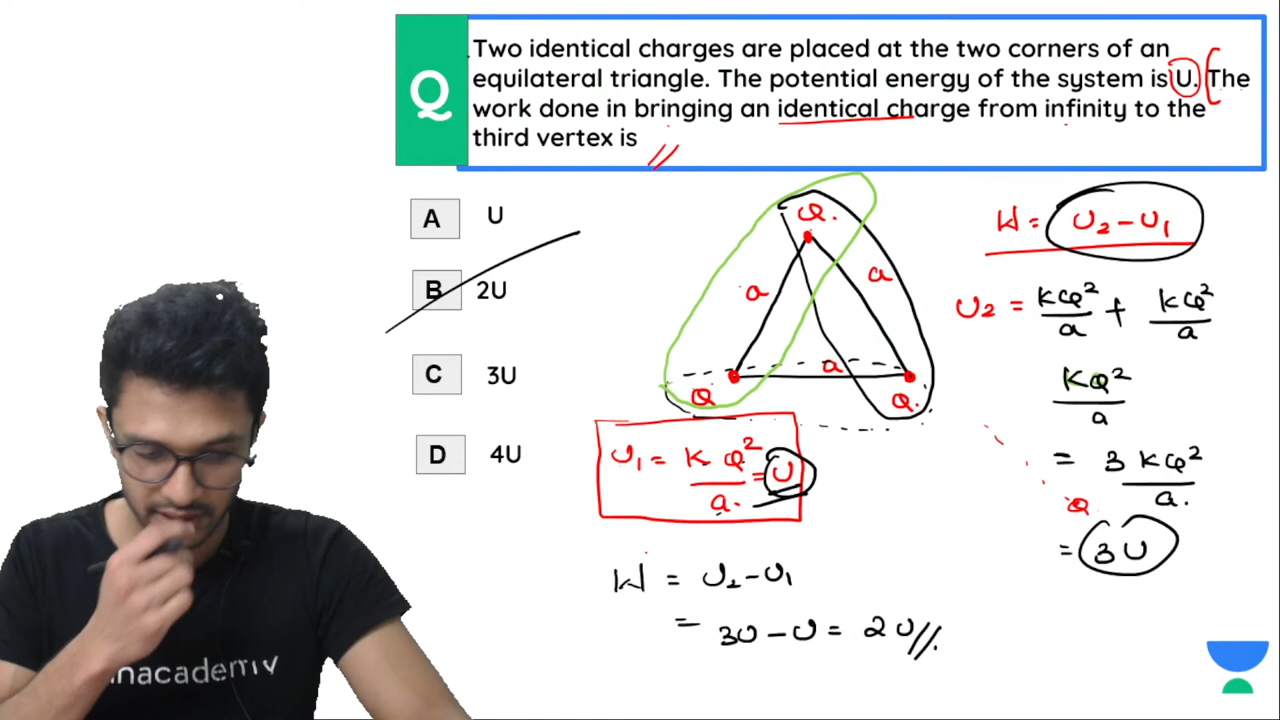 Q
Two identical charges are placed at the two corners of an
equilateral triangle. The potential energy of the system is U. The
work done in bringing an identical charge from infinity to the
third vertex is
A U
B 2U
C 3U
D 4U
Q.
a
a
a
Q
Q.
U₁ = KQ²/a. = U
W = U₂-U₁
= 3U - U = 2U//.
W = U₂-U₁
U₂ = KQ²/a + KQ²/a
KQ²/a
= 3KQ²/a.
Q
= 3U
unacademy